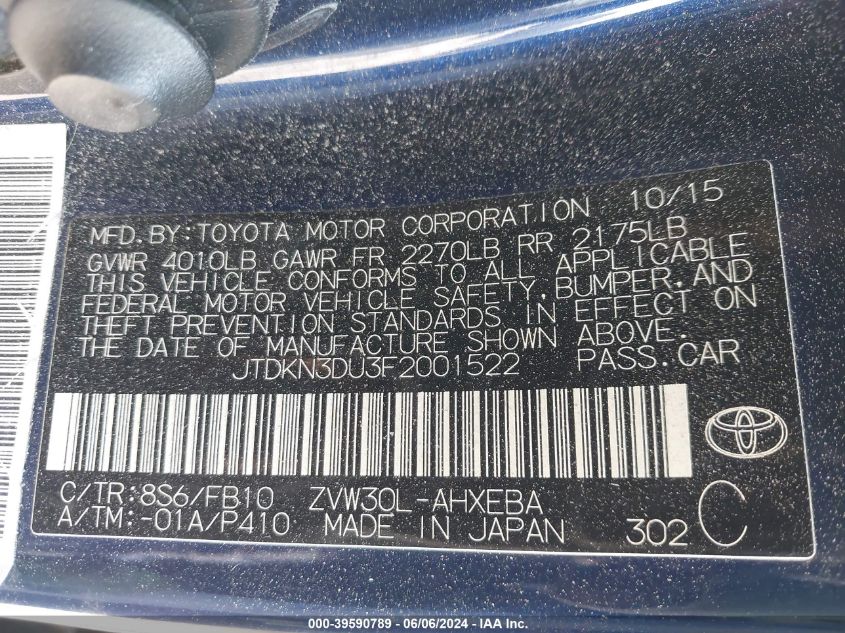 MFD.BY:TOYOTA MOTOR CORPORATION 10/15
GVWR 4010LB GAWR FR 2270LB RR 2175LB
THIS VEHICLE CONFORMS TO ALL APPLICABLE
FEDERAL MOTOR VEHICLE SAFETY,BUMPER,AND
THEFT PREVENTION STANDARDS IN EFFECT ON
THE DATE OF MANUFACTURE SHOWN ABOVE.
JTDKN3DU3F2001522 PASS.CAR
C/TR:8S6/FB10 ZVW30L-AHXEBA
A/TM:-01A/P410 MADE IN JAPAN 302 C
000-39590789 - 06/06/2024 - IAA Inc.